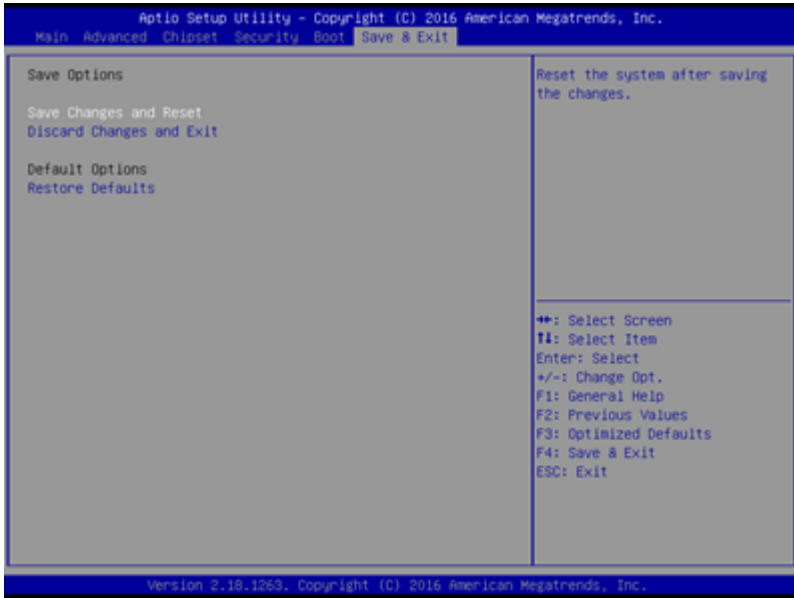 Aptio Setup Utility – Copyright (C) 2016 American Megatrends, Inc.
Main Advanced Chipset Security Boot Save & Exit
Save Options
Save Changes and Reset
Discard Changes and Exit
Default Options
Restore Defaults
Reset the system after saving
the changes.
→←: Select Screen
↑↓: Select Item
Enter: Select
+/-: Change Opt.
F1: General Help
F2: Previous Values
F3: Optimized Defaults
F4: Save & Exit
ESC: Exit
Version 2.18.1263. Copyright (C) 2016 American Megatrends, Inc.